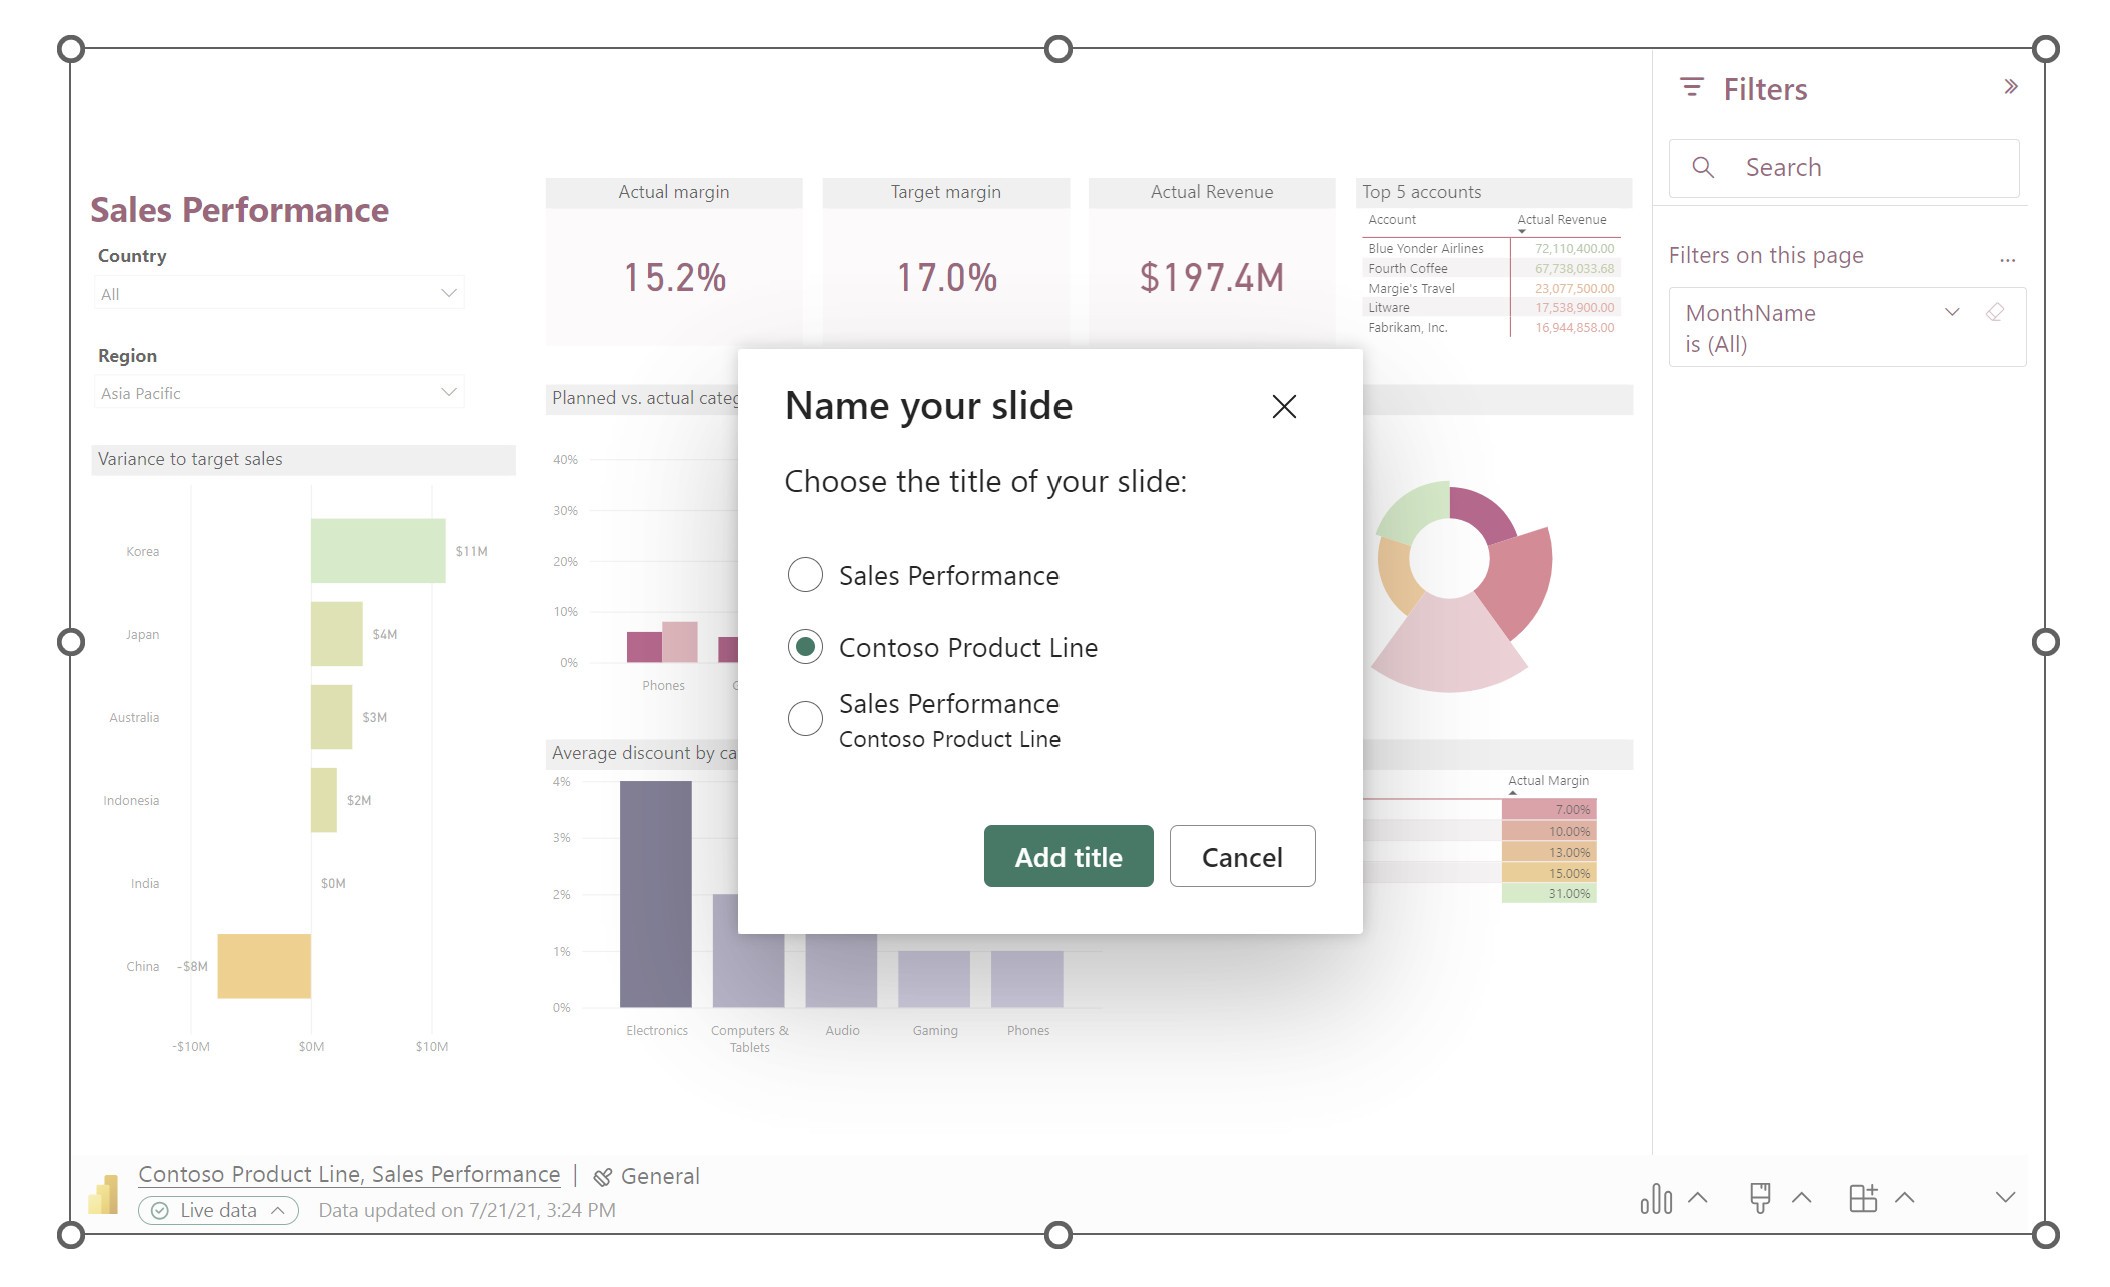 Sales Performance
Country
All
Region
Asia Pacific
Variance to target sales
Korea
$11M
Japan
$4M
Australia
$3M
Indonesia
$2M
India
$0M
China
-$8M
-$10M
$0M
$10M
Actual margin
15.2%
Target margin
17.0%
Actual Revenue
$197.4M
Top 5 accounts
Account Actual Revenue
Blue Yonder Airlines 72,110,400.00
Fourth Coffee 67,738,033.68
Margie's Travel 23,077,500.00
Litware 17,538,900.00
Fabrikam, Inc. 16,944,858.00
Planned vs. actual categ
40%
30%
20%
10%
0%
Phones
Average discount by ca
4%
3%
2%
1%
0%
Electronics
Computers &
Tablets
Audio
Gaming
Phones
Actual Margin
7.00%
10.00%
13.00%
15.00%
31.00%
Name your slide
Choose the title of your slide:
Sales Performance
Contoso Product Line
Sales Performance
Contoso Product Line
Add title
Cancel
Filters
Search
Filters on this page
...
MonthName
is (All)
Contoso Product Line, Sales Performance | General
Live data
Data updated on 7/21/21, 3:24 PM